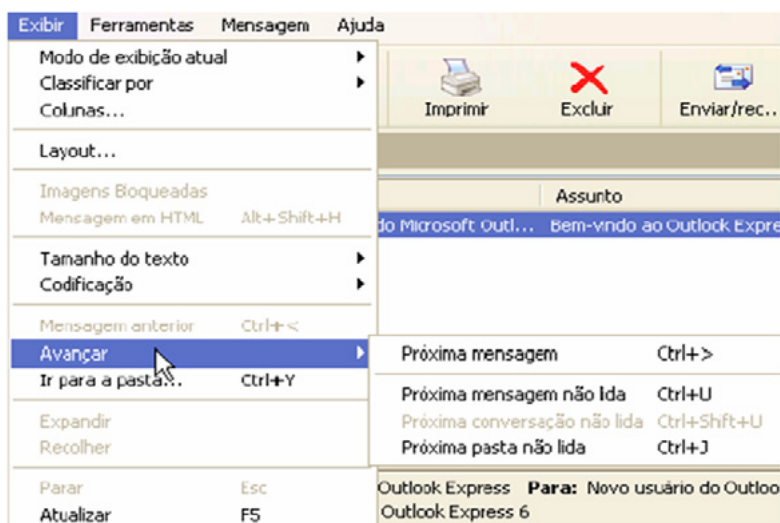 Exibir Ferramentas Mensagem Ajuda
Modo de exibição atual
Classificar por
Colunas...
Layout...
Imagens Bloqueadas
Mensagem em HTML Alt+Shift+H
Tamanho do texto
Codificação
Mensagem anterior Ctrl+<
Avançar
Ir para a pasta... Ctrl+Y
Expandir
Recolher
Parar Esc
Atualizar F5
Imprimir Excluir Enviar/rec...
Assunto
do Microsoft Outl... Bem-vindo ao Outlook Expre
Próxima mensagem Ctrl+>
Próxima mensagem não lida Ctrl+U
Próxima conversação não lida Ctrl+Shift+U
Próxima pasta não lida Ctrl+J
Outlook Express Para: Novo usuário do Outloo
Outlook Express 6